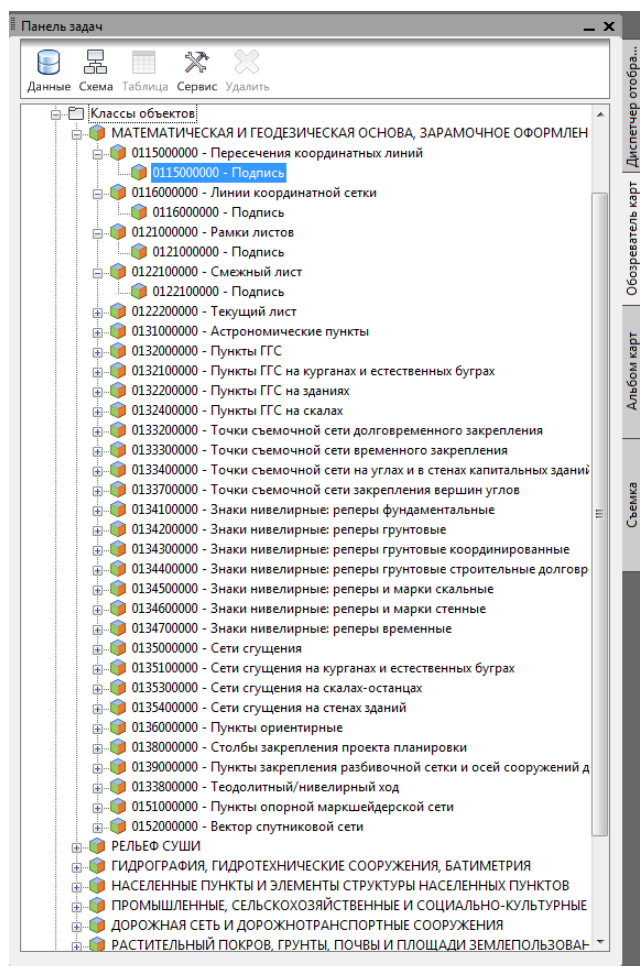 Панель задач
Данные Схема Таблица Сервис Удалить
Классы объектов
МАТЕМАТИЧЕСКАЯ И ГЕОДЕЗИЧЕСКАЯ ОСНОВА, ЗАРАМОЧНОЕ ОФОРМЛЕН
0115000000 - Пересечения координатных линий
0115000000 - Подпись
0116000000 - Линии координатной сетки
0116000000 - Подпись
0121000000 - Рамки листов
0121000000 - Подпись
0122100000 - Смежный лист
0122100000 - Подпись
0122200000 - Текущий лист
0131000000 - Астрономические пункты
0132000000 - Пункты ГГС
0132100000 - Пункты ГГС на курганах и естественных буграх
0132200000 - Пункты ГГС на зданиях
0132400000 - Пункты ГГС на скалах
0133200000 - Точки съемочной сети долговременного закрепления
0133300000 - Точки съемочной сети временного закрепления
0133400000 - Точки съемочной сети на углах и в стенах капитальных зданий
0133700000 - Точки съемочной сети закрепления вершин углов
0134100000 - Знаки нивелирные: реперы фундаментальные
0134200000 - Знаки нивелирные: реперы грунтовые
0134300000 - Знаки нивелирные: реперы грунтовые координированные
0134400000 - Знаки нивелирные: реперы грунтовые строительные долговр
0134500000 - Знаки нивелирные: реперы и марки скальные
0134600000 - Знаки нивелирные: реперы и марки стенные
0134700000 - Знаки нивелирные: реперы временные
0135000000 - Сети сгущения
0135100000 - Сети сгущения на курганах и естественных буграх
0135300000 - Сети сгущения на скалах-останцах
0135400000 - Сети сгущения на стенах зданий
0136000000 - Пункты ориентирные
0138000000 - Столбы закрепления проекта планировки
0139000000 - Пункты закрепления разбивочной сетки и осей сооружений д
0133800000 - Теодолитный/нивелирный ход
0151000000 - Пункты опорной маркшейдерской сети
0152000000 - Вектор спутниковой сети
РЕЛЬЕФ СУШИ
ГИДРОГРАФИЯ, ГИДРОТЕХНИЧЕСКИЕ СООРУЖЕНИЯ, БАТИМЕТРИЯ
НАСЕЛЕННЫЕ ПУНКТЫ И ЭЛЕМЕНТЫ СТРУКТУРЫ НАСЕЛЕННЫХ ПУНКТОВ
ПРОМЫШЛЕННЫЕ, СЕЛЬСКОХОЗЯЙСТВЕННЫЕ И СОЦИАЛЬНО-КУЛЬТУРНЫЕ
ДОРОЖНАЯ СЕТЬ И ДОРОЖНОТРАНСПОРТНЫЕ СООРУЖЕНИЯ
РАСТИТЕЛЬНЫЙ ПОКРОВ, ГРУНТЫ, ПОЧВЫ И ПЛОЩАДИ ЗЕМЛЕПОЛЬЗОВАН
Диспетчер отобра...
Обозреватель карт
Альбом карт
Съемка